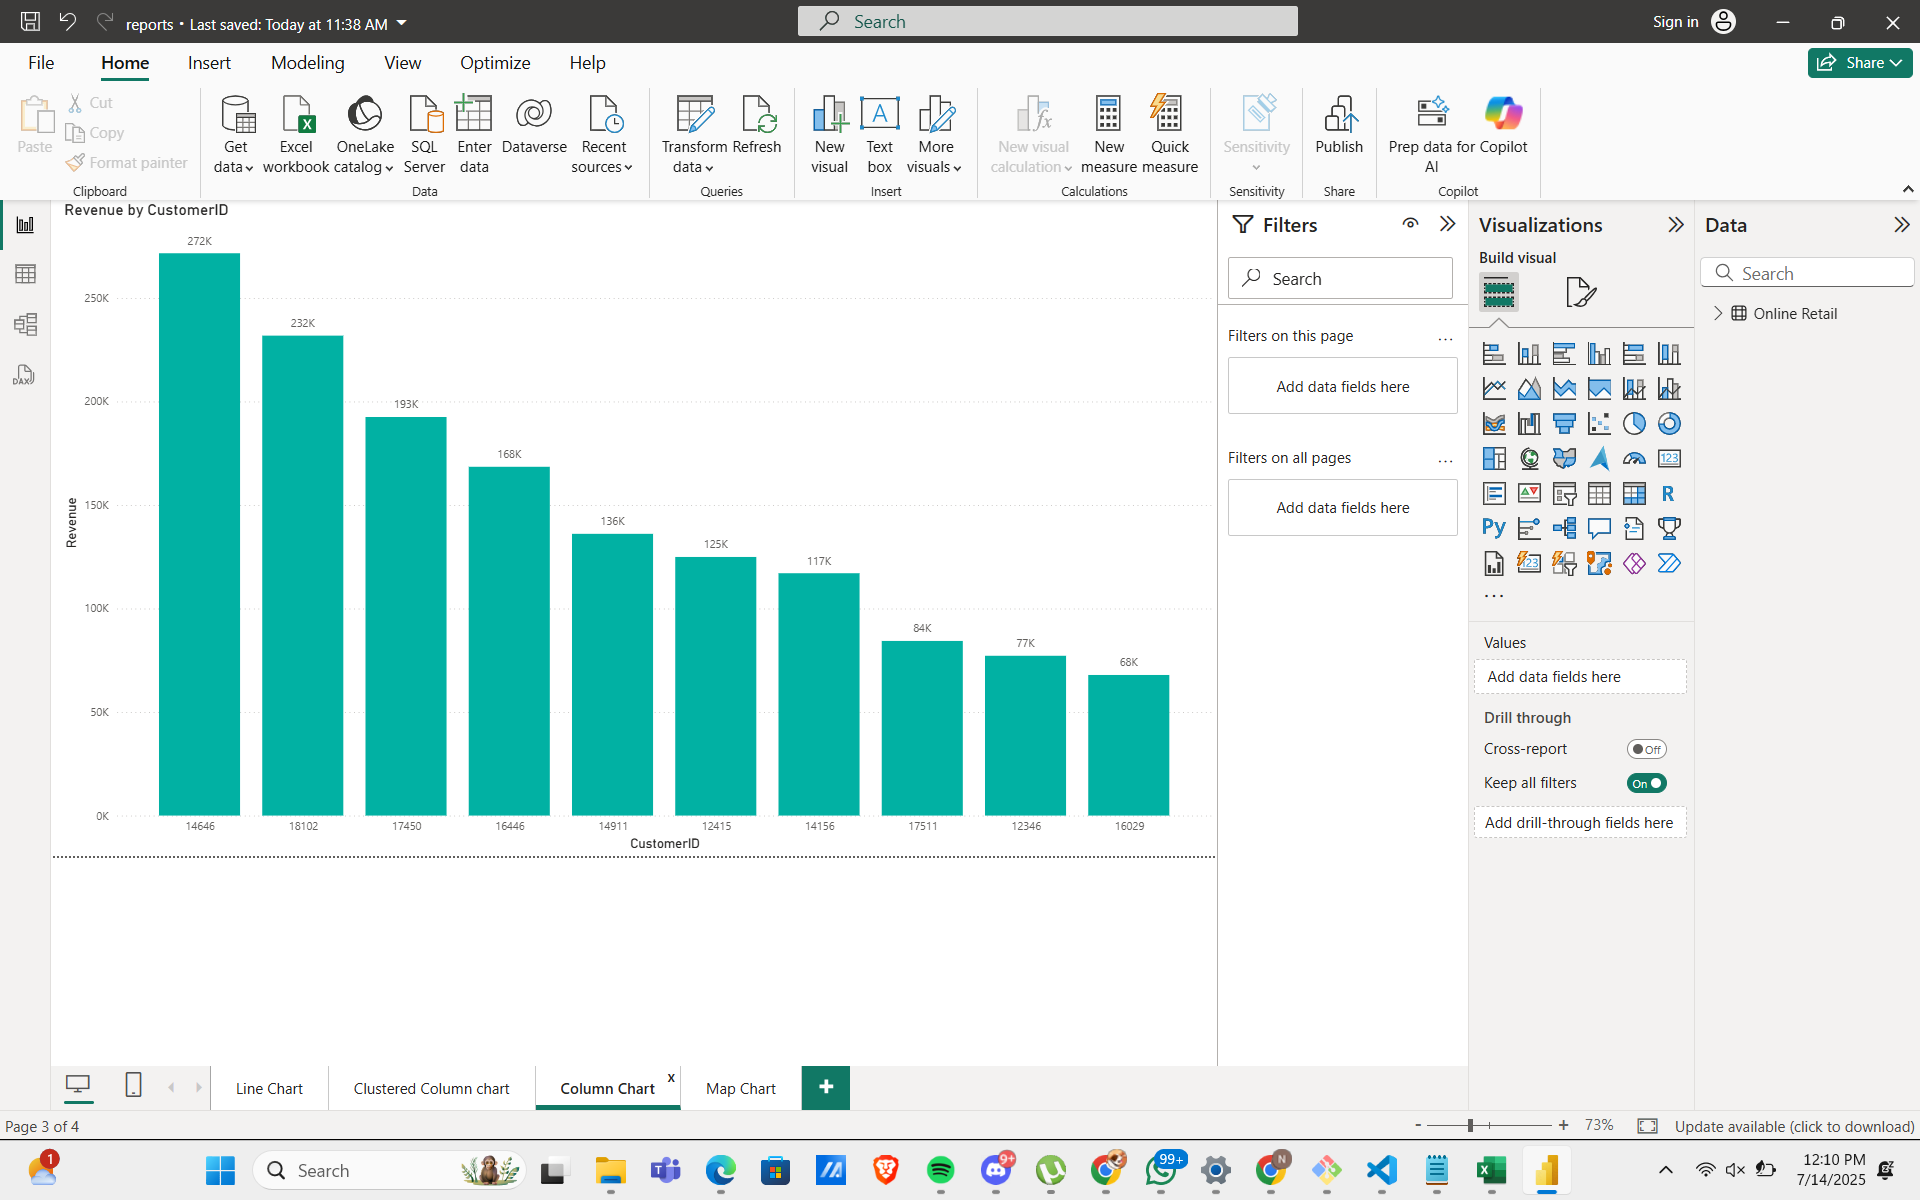 reports • Last saved: Today at 11:38 AM
Search
Sign in
File Home Insert Modeling View Optimize Help
Share
Paste
Cut
Copy
Format painter
Clipboard
Get data
Excel workbook
OneLake catalog
SQL Server
Enter data
Dataverse
Recent sources
Data
Transform data
Refresh
Queries
New visual
Text box
More visuals
Insert
New visual calculation
New measure
Quick measure
Calculations
Sensitivity
Sensitivity
Publish
Share
Prep data for AI
Copilot
Copilot
Revenue by CustomerID
272K
232K
193K
168K
136K
125K
117K
84K
77K
68K
250K
200K
150K
100K
50K
0K
Revenue
14646 18102 17450 16446 14911 12415 14156 17511 12346 16029
CustomerID
Filters
Search
Filters on this page ...
Add data fields here
Filters on all pages ...
Add data fields here
Visualizations
Build visual
123
R
Py
123
...
Values
Add data fields here
Drill through
Cross-report Off
Keep all filters On
Add drill-through fields here
Data
Search
Online Retail
DAX
Line Chart Clustered Column chart Column Chart x Map Chart +
Page 3 of 4
- + 73%
Update available (click to download)
1
Search
9+
99+
N
12:10 PM
7/14/2025